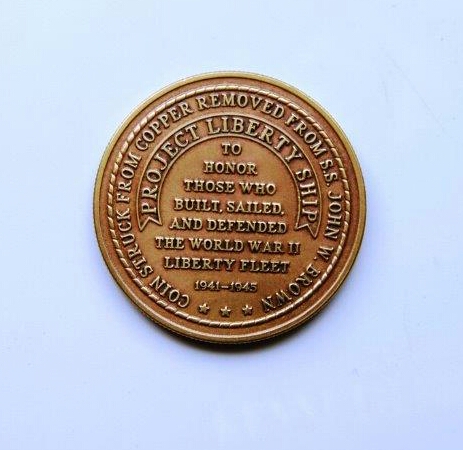 COIN STRUCK FROM COPPER REMOVED FROM S.S. JOHN W. BROWN
PROJECT LIBERTY SHIP
TO
HONOR
THOSE WHO
BUILT, SAILED,
AND DEFENDED
THE WORLD WAR II
LIBERTY FLEET
1941-1945